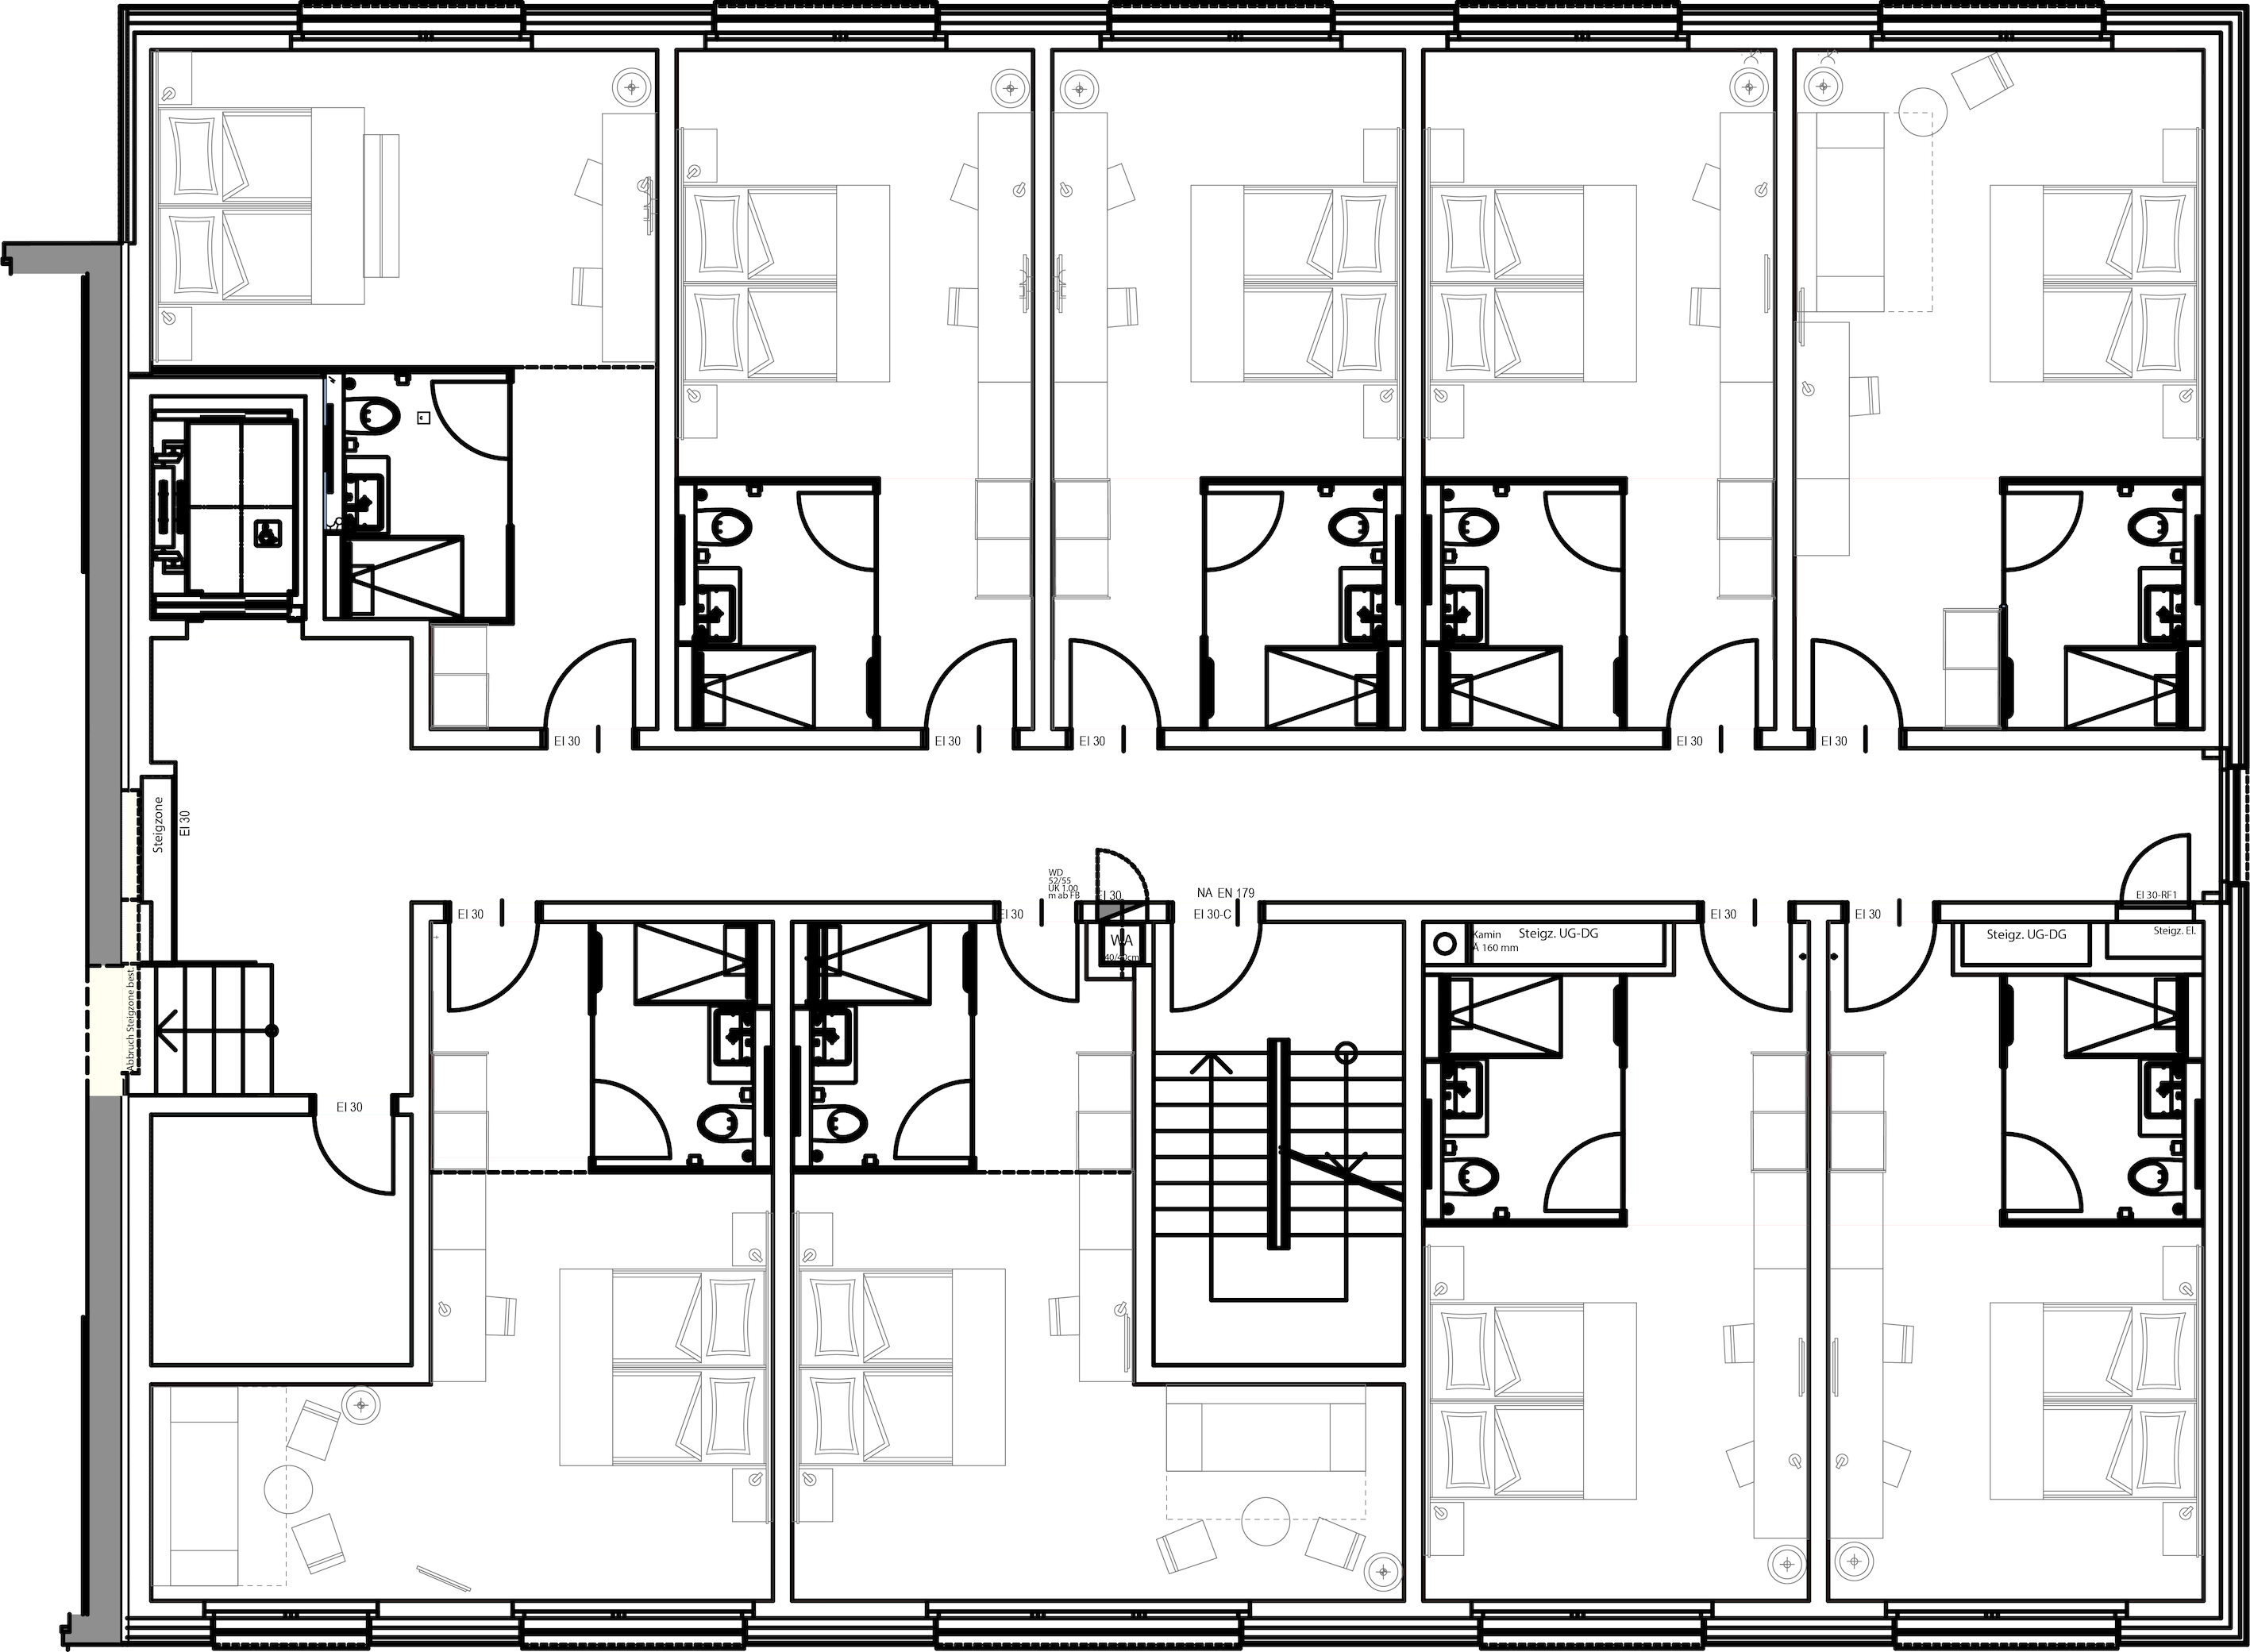 EI 30
EI 30
EI 30
EI 30
EI 30
Steigzone
EI 30
WD
52/55
UK 1.00
m ab FB
EI 30
NA EN 179
EI 30-RF1
EI 30
EI 30
EI 30-C
EI 30
EI 30
Kamin
Å 160 mm
Steigz. UG-DG
Steigz. UG-DG
Steigz. El.
WA
40/40cm
Abbruch Steigzone best.
EI 30